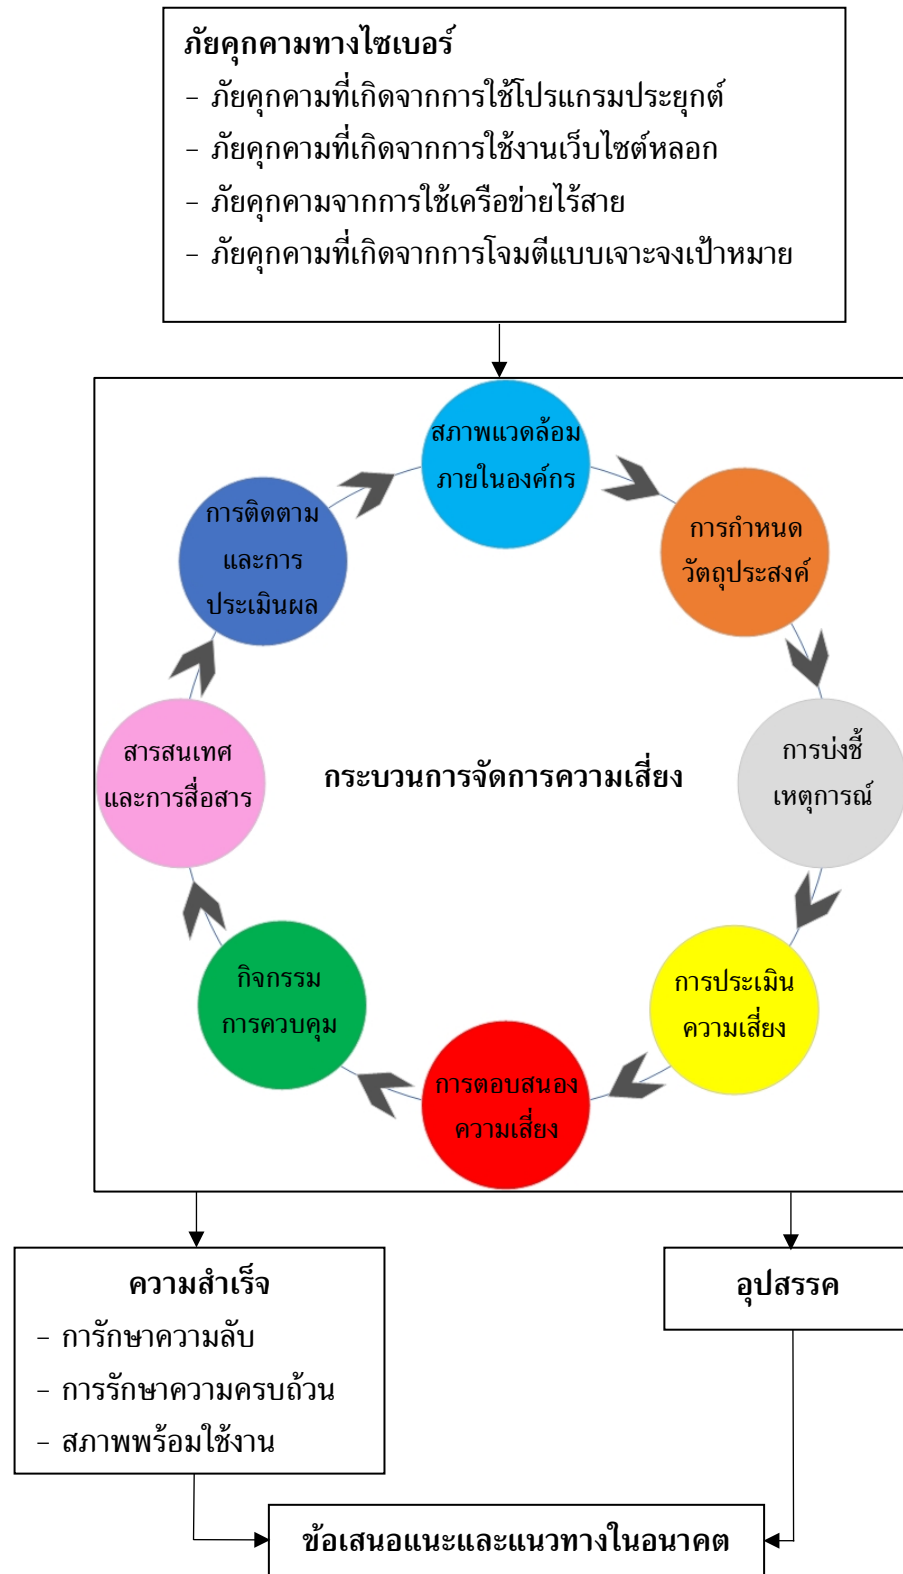 ภัยคุกคามทางไซเบอร์
- ภัยคุกคามที่เกิดจากการใช้โปรแกรมประยุกต์
- ภัยคุกคามที่เกิดจากการใช้งานเว็บไซต์หลอก
- ภัยคุกคามจากการใช้เครือข่ายไร้สาย
- ภัยคุกคามที่เกิดจากการโจมตีแบบเจาะจงเป้าหมาย
สภาพแวดล้อม
ภายในองค์กร
การกำหนด
วัตถุประสงค์
การบ่งชี้
เหตุการณ์
การประเมิน
ความเสี่ยง
การตอบสนอง
ความเสี่ยง
กิจกรรม
การควบคุม
สารสนเทศ
และการสื่อสาร
การติดตาม
และการ
ประเมินผล
กระบวนการจัดการความเสี่ยง
ความสำเร็จ
- การักษาความลับ
- การรักษาความครบถ้วน
- สภาพพร้อมใช้งาน
อุปสรรค
ข้อเสนอแนะและแนวทางในอนาคต